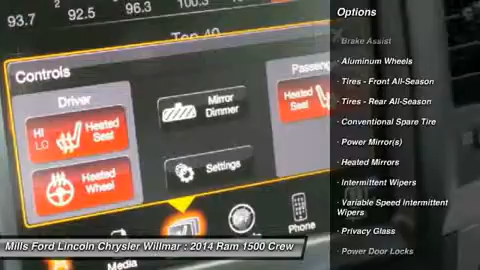 93.7
92.5
96.3
100.3
Top 40
Controls
Driver
Passeng
HI
LO
Heated
Seat
Mirror
Dimmer
Heated
Seat
Heated
Wheel
Settings
Media
Phone
Mills Ford Lincoln Chrysler Willmar : 2014 Ram 1500 Crew
Options
· Brake Assist
· Aluminum Wheels
· Tires - Front All-Season
· Tires - Rear All-Season
· Conventional Spare Tire
· Power Mirror(s)
· Heated Mirrors
· Intermittent Wipers
· Variable Speed Intermittent
Wipers
· Privacy Glass
· Power Door Locks